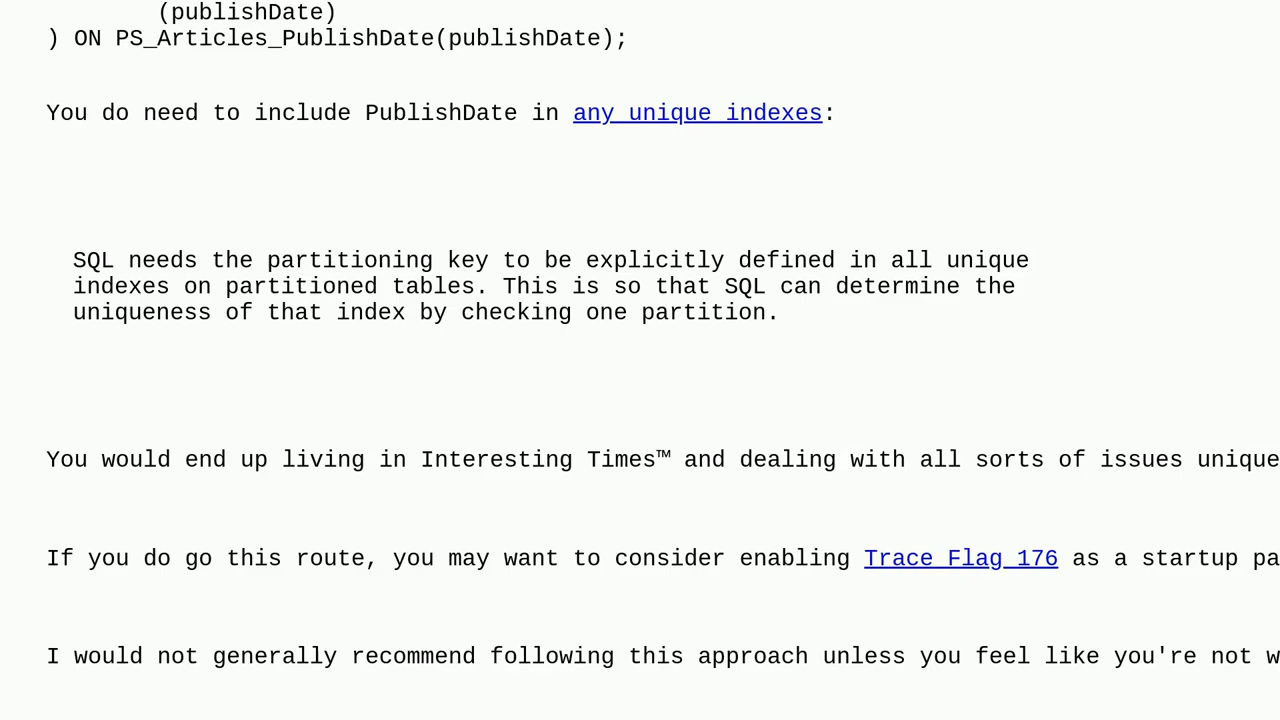 (publishDate)
) ON PS_Articles_PublishDate(publishDate);
You do need to include PublishDate in any unique indexes:
SQL needs the partitioning key to be explicitly defined in all unique
indexes on partitioned tables. This is so that SQL can determine the
uniqueness of that index by checking one partition.
You would end up living in Interesting Times™ and dealing with all sorts of issues unique
If you do go this route, you may want to consider enabling Trace Flag 176 as a startup pa
I would not generally recommend following this approach unless you feel like you're not w